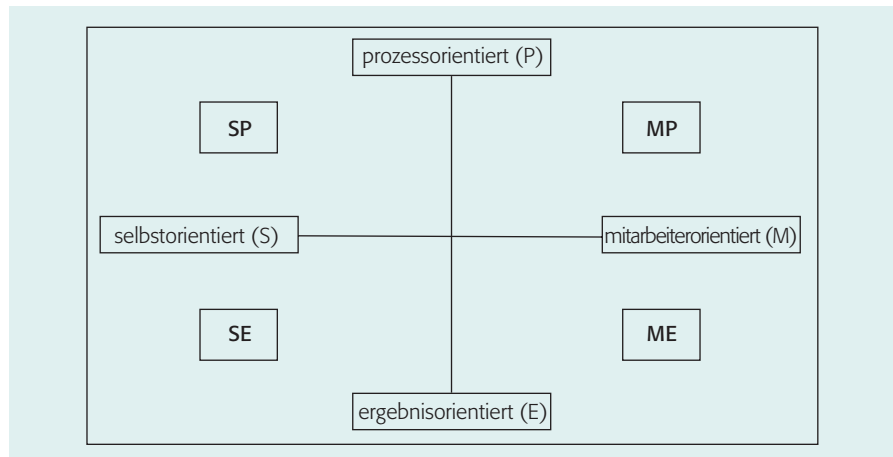 prozessorientiert (P)
SP
MP
selbstorientiert (S)
mitarbeiterorientiert (M)
SE
ME
ergebnisorientiert (E)